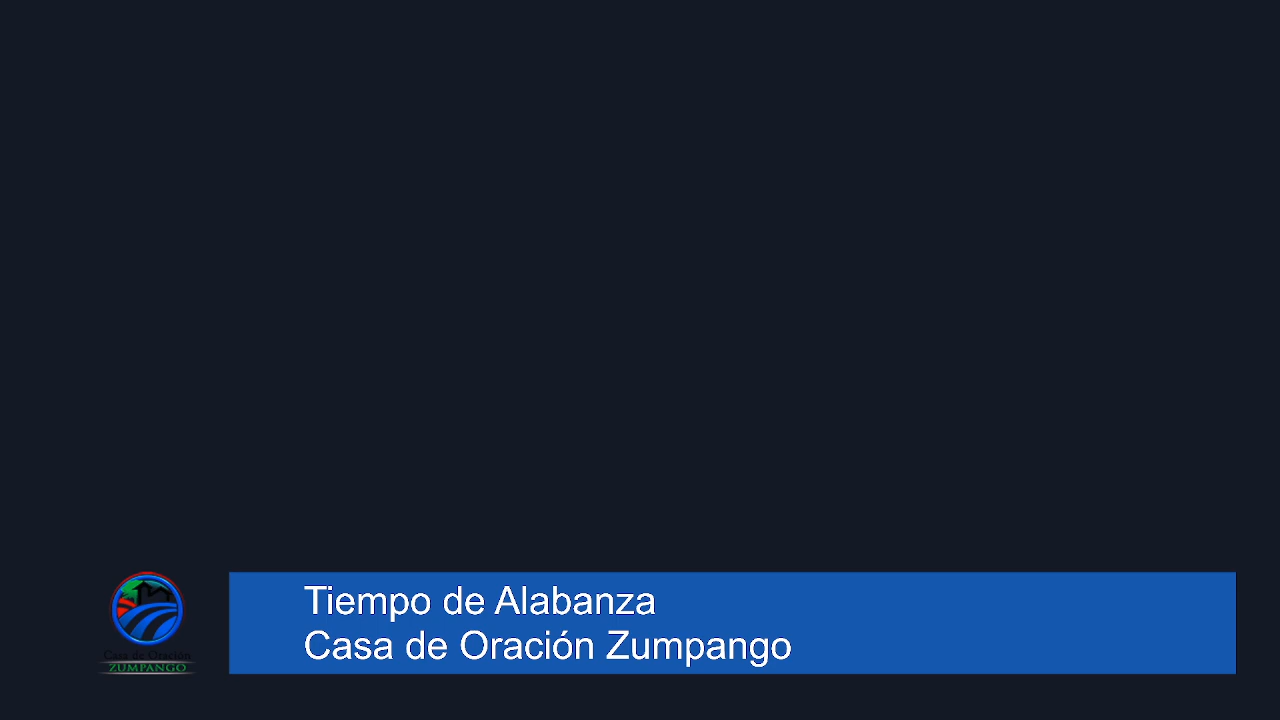 Tiempo de Alabanza
Casa de Oración Zumpango
Casa de Oración
ZUMPANGO